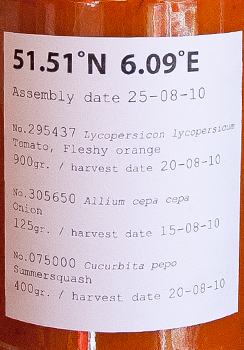 51.51°N 6.09°E
Assembly date 25-08-10
No.295437 Lycopersicon lycopersicum
Tomato, Fleshy orange
900gr. / harvest date 20-08-10
No.305650 Allium cepa cepa
Onion
125gr. / harvest date 15-08-10
No.075000 Cucurbita pepo
Summersquash
400gr. / harvest date 20-08-10